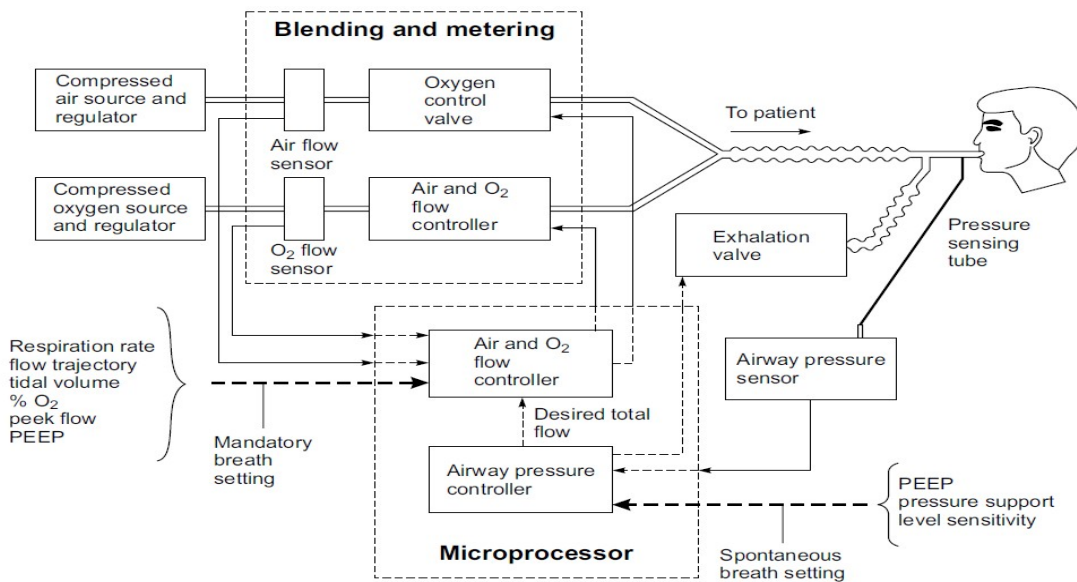 Blending and metering
Compressed
air source and
regulator
Air flow
sensor
Oxygen
control
valve
To patient
Compressed
oxygen source
and regulator
O₂ flow
sensor
Air and O₂
flow
controller
Exhalation
valve
Pressure
sensing
tube
Respiration rate
flow trajectory
tidal volume
% O₂
peek flow
PEEP
Mandatory
breath
setting
Air and O₂
flow
controller
Desired total
flow
Airway pressure
controller
Airway pressure
sensor
PEEP
pressure support
level sensitivity
Spontaneous
breath setting
Microprocessor